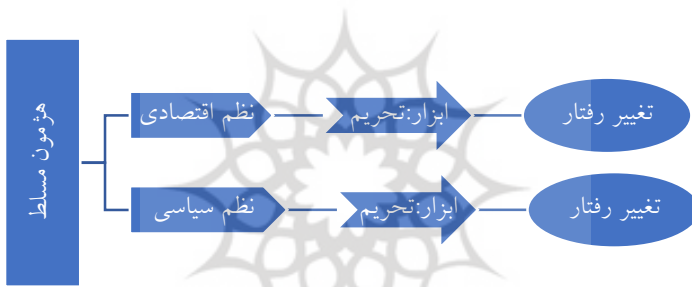 هژمون مسلط
نظم اقتصادی
ابزار:تحریم
تغییر رفتار
نظم سیاسی
ابزار:تحریم
تغییر رفتار